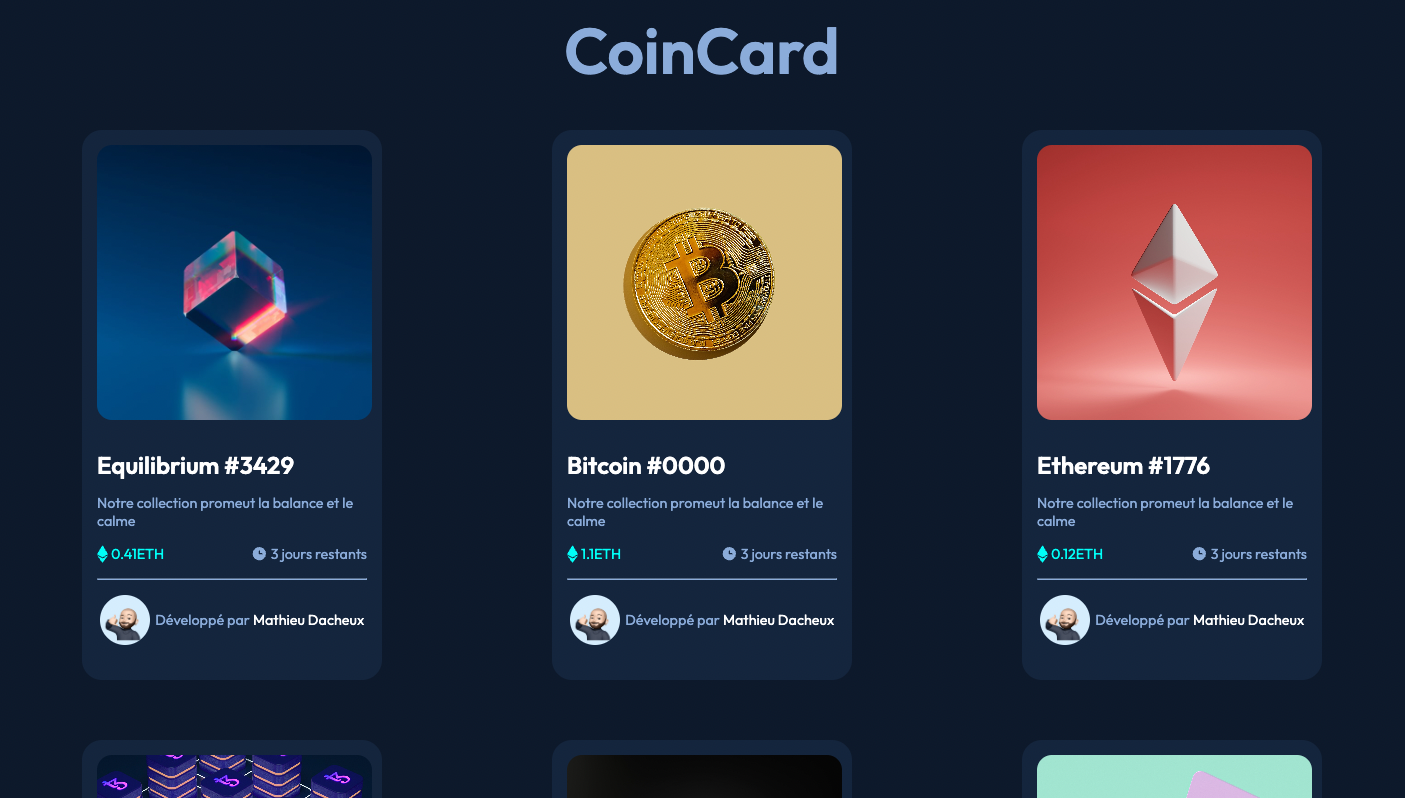 CoinCard
Equilibrium #3429
Notre collection promeut la balance et le
calme
0.41ETH
3 jours restants
Développé par Mathieu Dacheux
Bitcoin #0000
Notre collection promeut la balance et le
calme
1.1ETH
3 jours restants
Développé par Mathieu Dacheux
Ethereum #1776
Notre collection promeut la balance et le
calme
0.12ETH
3 jours restants
Développé par Mathieu Dacheux